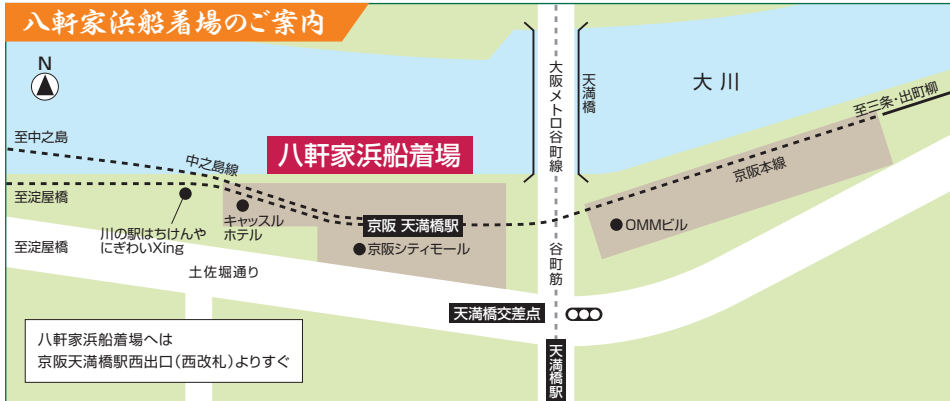 八軒家浜船着場のご案内
N
至中之島
中之島線
八軒家浜船着場
大阪メトロ谷町線
天満橋
大川
至三条・出町柳
京阪本線
至淀屋橋
川の駅はちけんや
にぎわいXing
キャッスル
ホテル
京阪 天満橋駅
京阪シティモール
OMMビル
谷町筋
至淀屋橋
土佐堀通り
天満橋交差点
天満橋駅
八軒家浜船着場へは
京阪天満橋駅西出口(西改札)よりすぐ